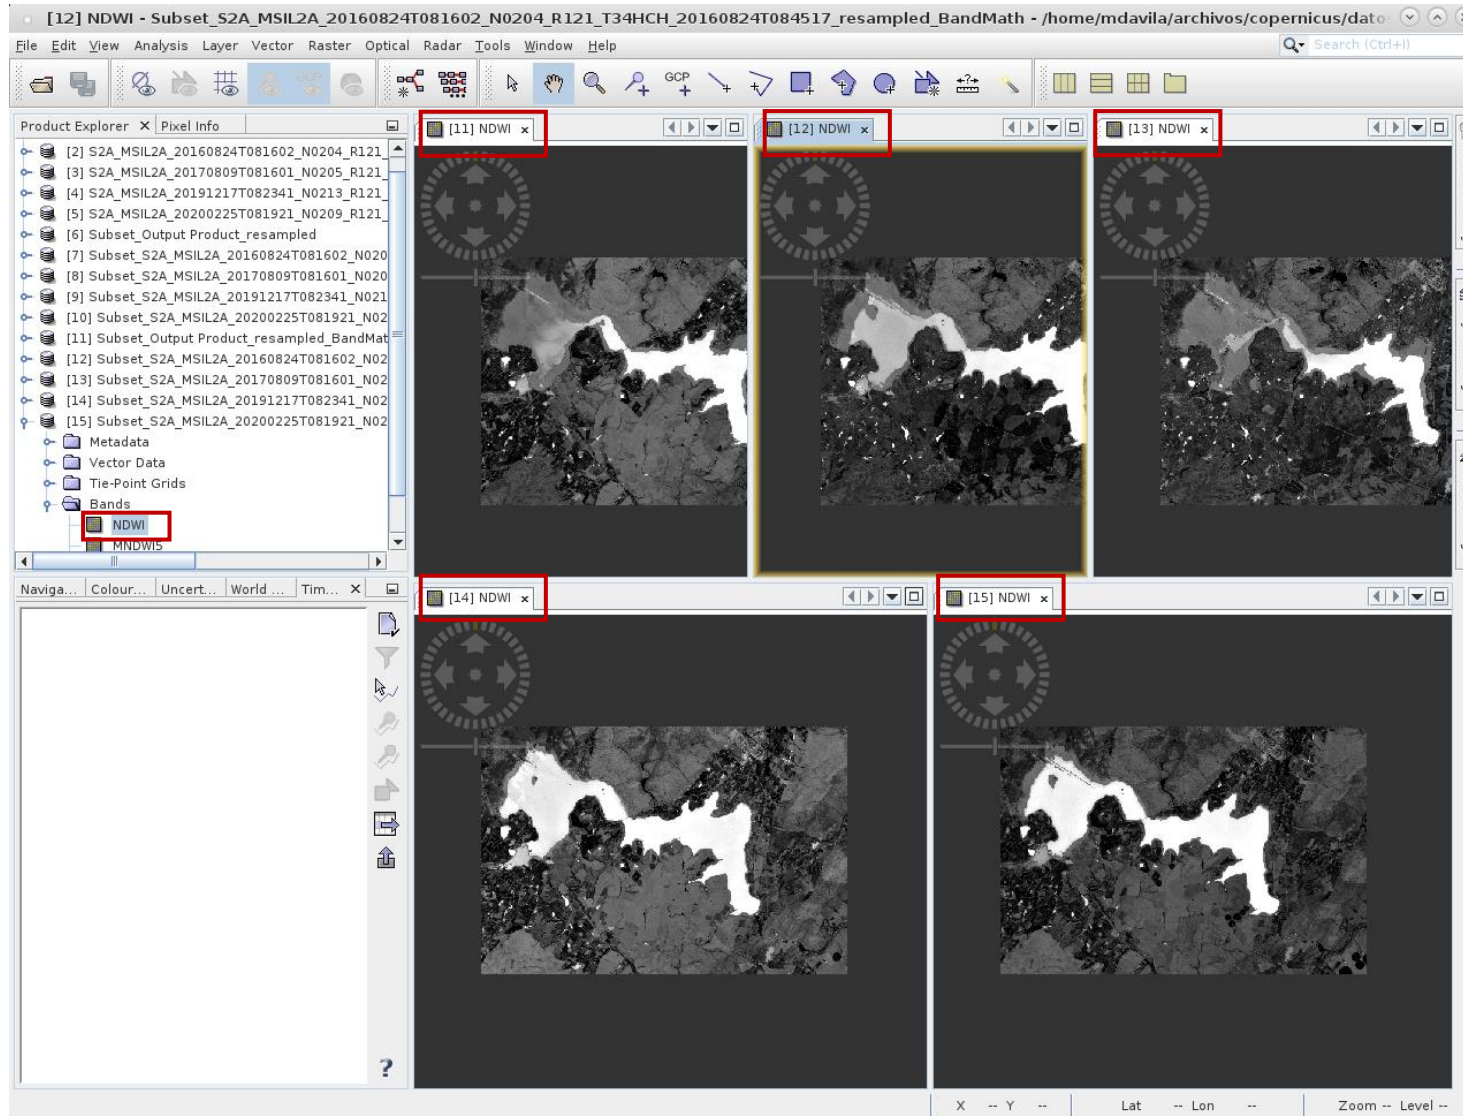 [12] NDWI - Subset_S2A_MSIL2A_20160824T081602_N0204_R121_T34HCH_20160824T084517_resampled_BandMath - /home/mdavila/archivos/copernicus/dato
File Edit View Analysis Layer Vector Raster Optical Radar Tools Window Help
Search (Ctrl+I)
GCP
Product Explorer X Pixel Info
[2] S2A_MSIL2A_20160824T081602_N0204_R121_
[3] S2A_MSIL2A_20170809T081601_N0205_R121_
[4] S2A_MSIL2A_20191217T082341_N0213_R121_
[5] S2A_MSIL2A_20200225T081921_N0209_R121_
[6] Subset_Output Product_resampled
[7] Subset_S2A_MSIL2A_20160824T081602_N020
[8] Subset_S2A_MSIL2A_20170809T081601_N020
[9] Subset_S2A_MSIL2A_20191217T082341_N021
[10] Subset_S2A_MSIL2A_20200225T081921_N02
[11] Subset_Output Product_resampled_BandMat
[12] Subset_S2A_MSIL2A_20160824T081602_N02
[13] Subset_S2A_MSIL2A_20170809T081601_N02
[14] Subset_S2A_MSIL2A_20191217T082341_N02
[15] Subset_S2A_MSIL2A_20200225T081921_N02
Metadata
Vector Data
Tie-Point Grids
Bands
NDWI
MNDWI5
[11] NDWI x
[12] NDWI x
[13] NDWI x
Naviga... Colour... Uncert... World ... Tim... X
[14] NDWI x
[15] NDWI x
?
X -- Y -- Lat -- Lon -- Zoom -- Level --